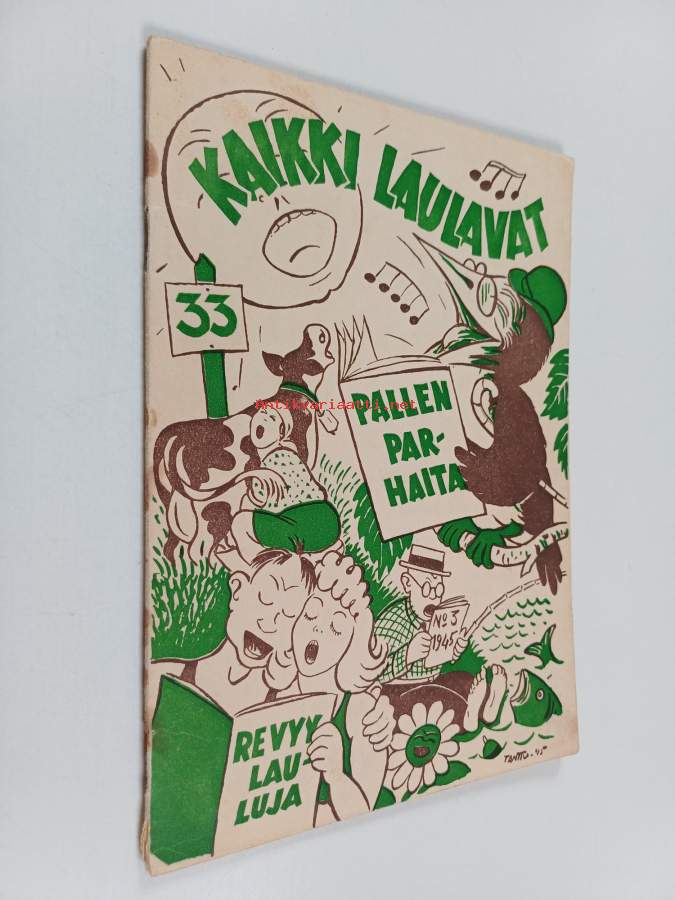 KAIKKI LAULAVAT
33
Antikvariaatti.net
PALLEN
PAR-
HAITA
No 3
1945
REVYY
LAU-
LUJA
TANTTU-45